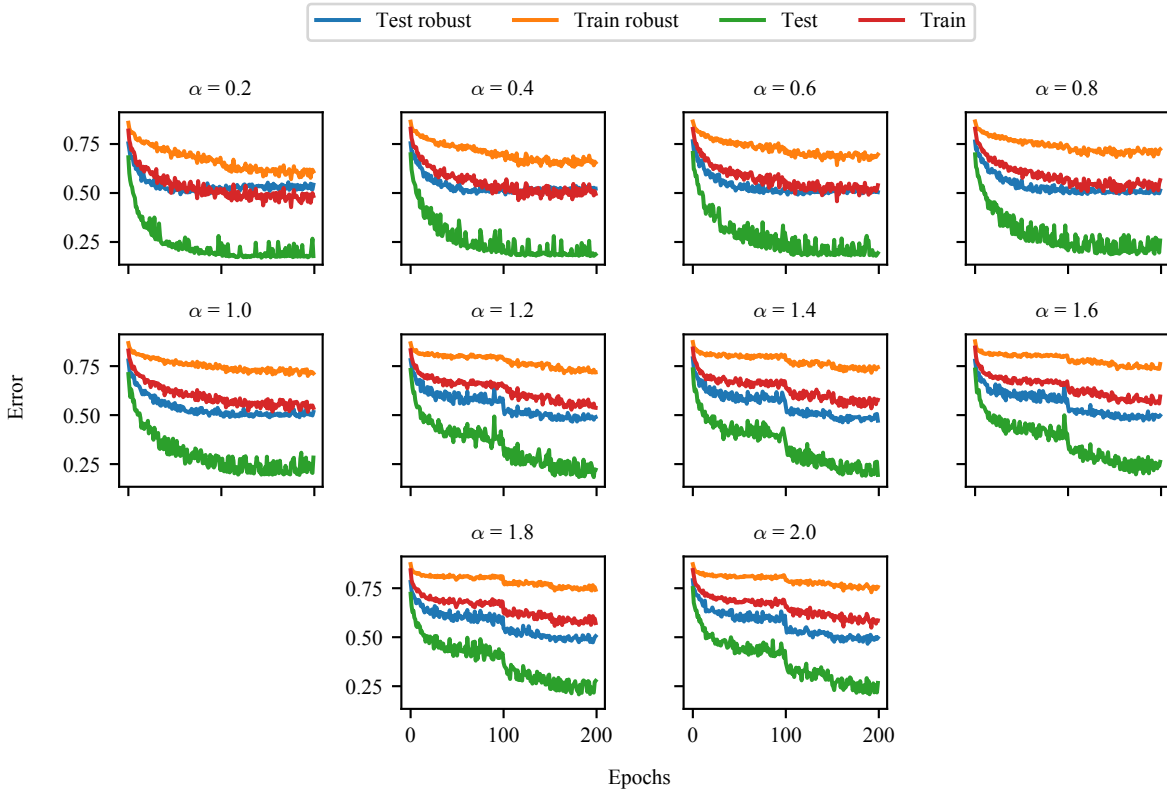 Test robust Train robust Test Train
α = 0.2 α = 0.4 α = 0.6 α = 0.8
0.75
0.50
0.25
α = 1.0 α = 1.2 α = 1.4 α = 1.6
0.75
0.50
0.25
Error
α = 1.8 α = 2.0
0.75
0.50
0.25
0 100 200 0 100 200
Epochs